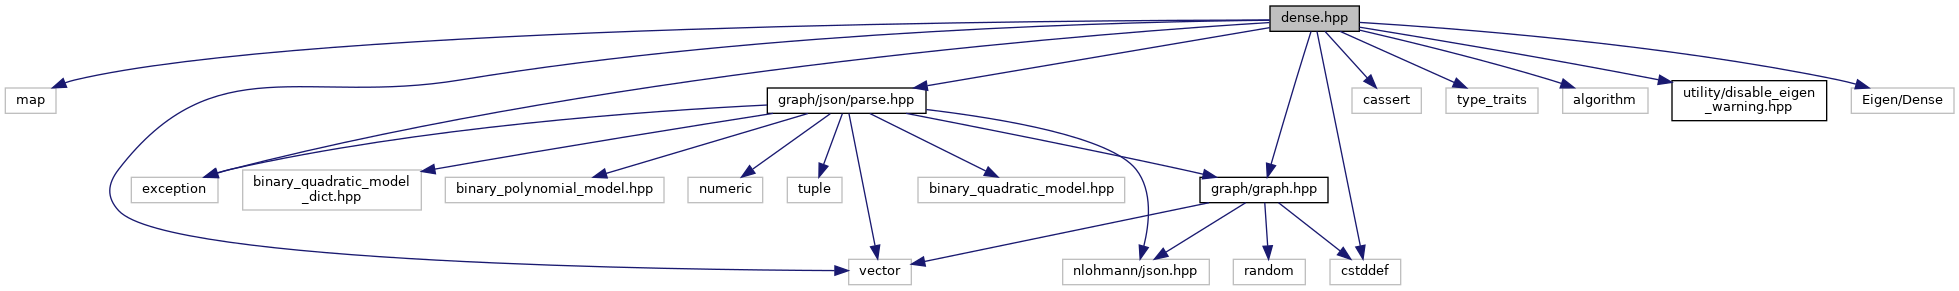 dense.hpp
map
graph/json/parse.hpp
cassert
type_traits
algorithm
utility/disable_eigen
_warning.hpp
Eigen/Dense
exception
binary_quadratic_model
_dict.hpp
binary_polynomial_model.hpp
numeric
tuple
binary_quadratic_model.hpp
graph/graph.hpp
vector
nlohmann/json.hpp
random
cstddef